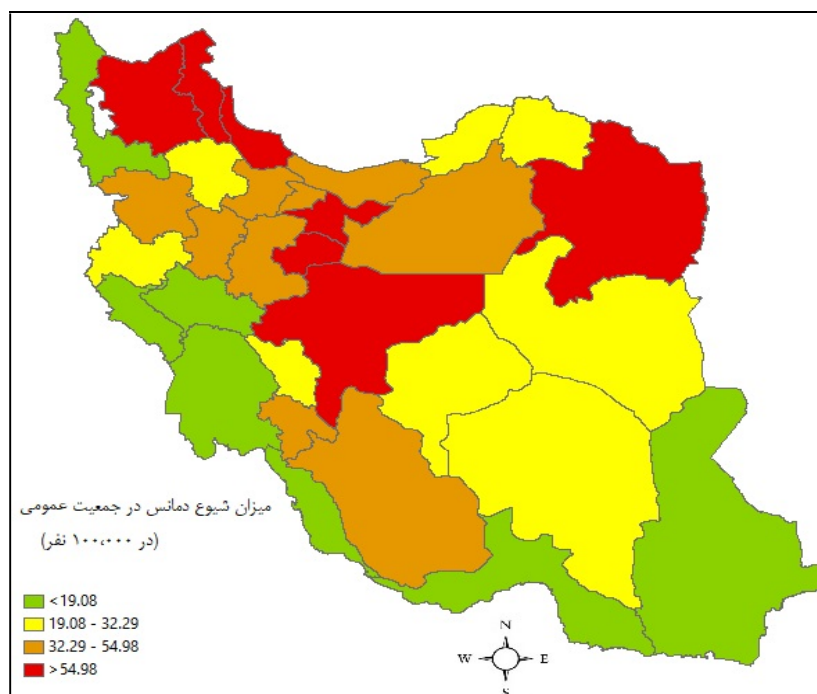 میزان شیوع دمانس در جمعیت عمومی
(در ۱۰۰،۰۰۰ نفر)
<19.08
19.08 - 32.29
32.29 - 54.98
>54.98
N
W E
S